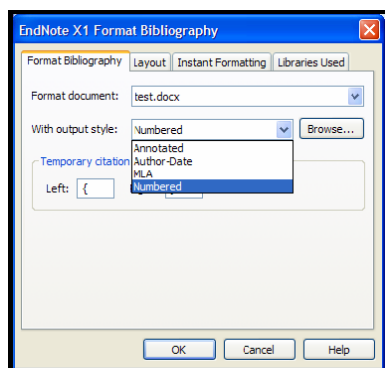 EndNote X1 Format Bibliography
Format Bibliography Layout Instant Formatting Libraries Used
Format document: test.docx
With output style: Numbered Browse...
Annotated
Temporary citation Author-Date
MLA
Numbered
Left: {
OK Cancel Help